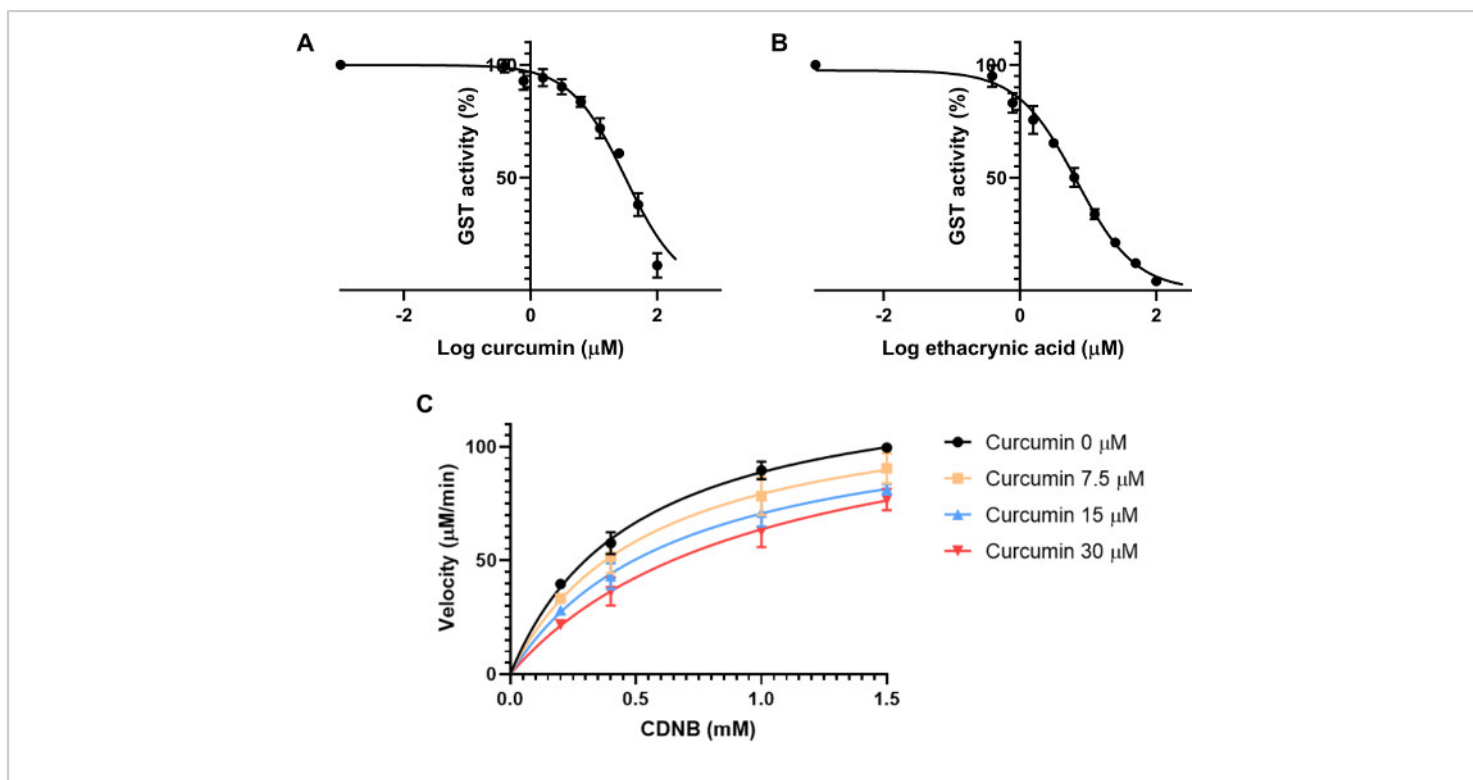 A
B
100
100
GST activity (%)
GST activity (%)
50
50
-2
0
2
-2
0
2
Log curcumin (μM)
Log ethacrynic acid (μM)
C
100
Velocity (μM/min)
50
0
0.0
0.5
1.0
1.5
CDNB (mM)
Curcumin 0 μM
Curcumin 7.5 μM
Curcumin 15 μM
Curcumin 30 μM